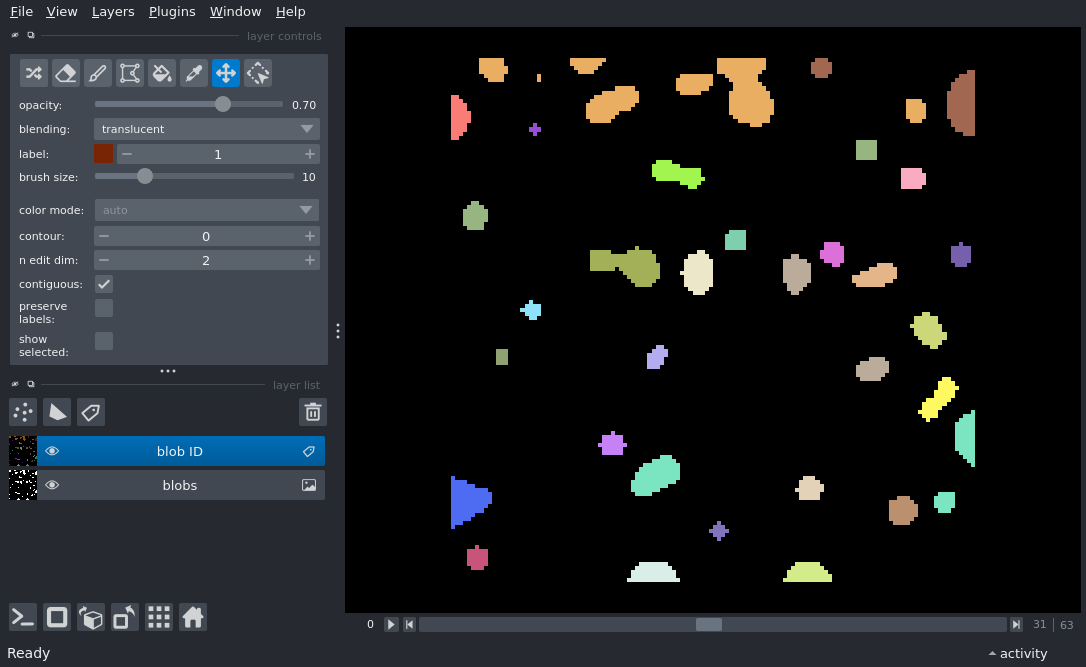 File View Layers Plugins Window Help
layer controls
opacity: 0.70
blending: translucent
label: 1
brush size: 10
color mode: auto
contour: 0
n edit dim: 2
contiguous:
preserve
labels:
show
selected:
layer list
blob ID
blobs
0 31 | 63
Ready activity